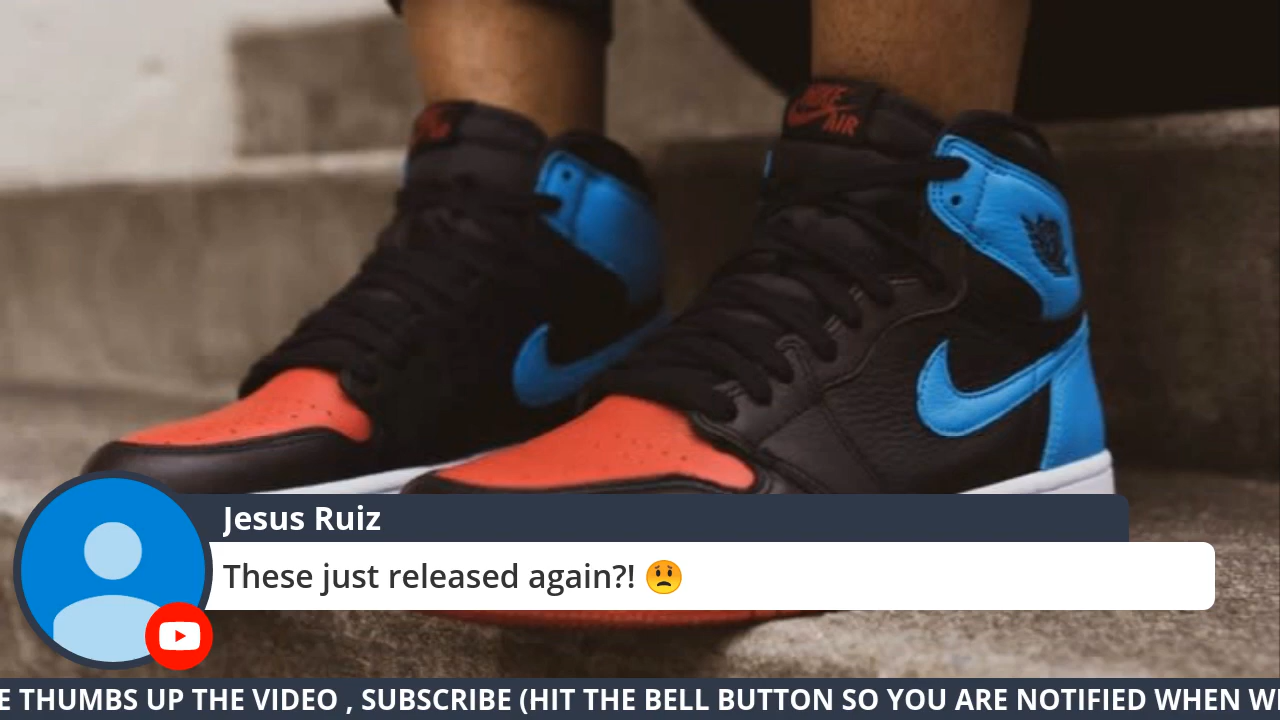 NIKE
AIR
Jesus Ruiz
These just released again?! 😟
E THUMBS UP THE VIDEO , SUBSCRIBE (HIT THE BELL BUTTON SO YOU ARE NOTIFIED WHEN W